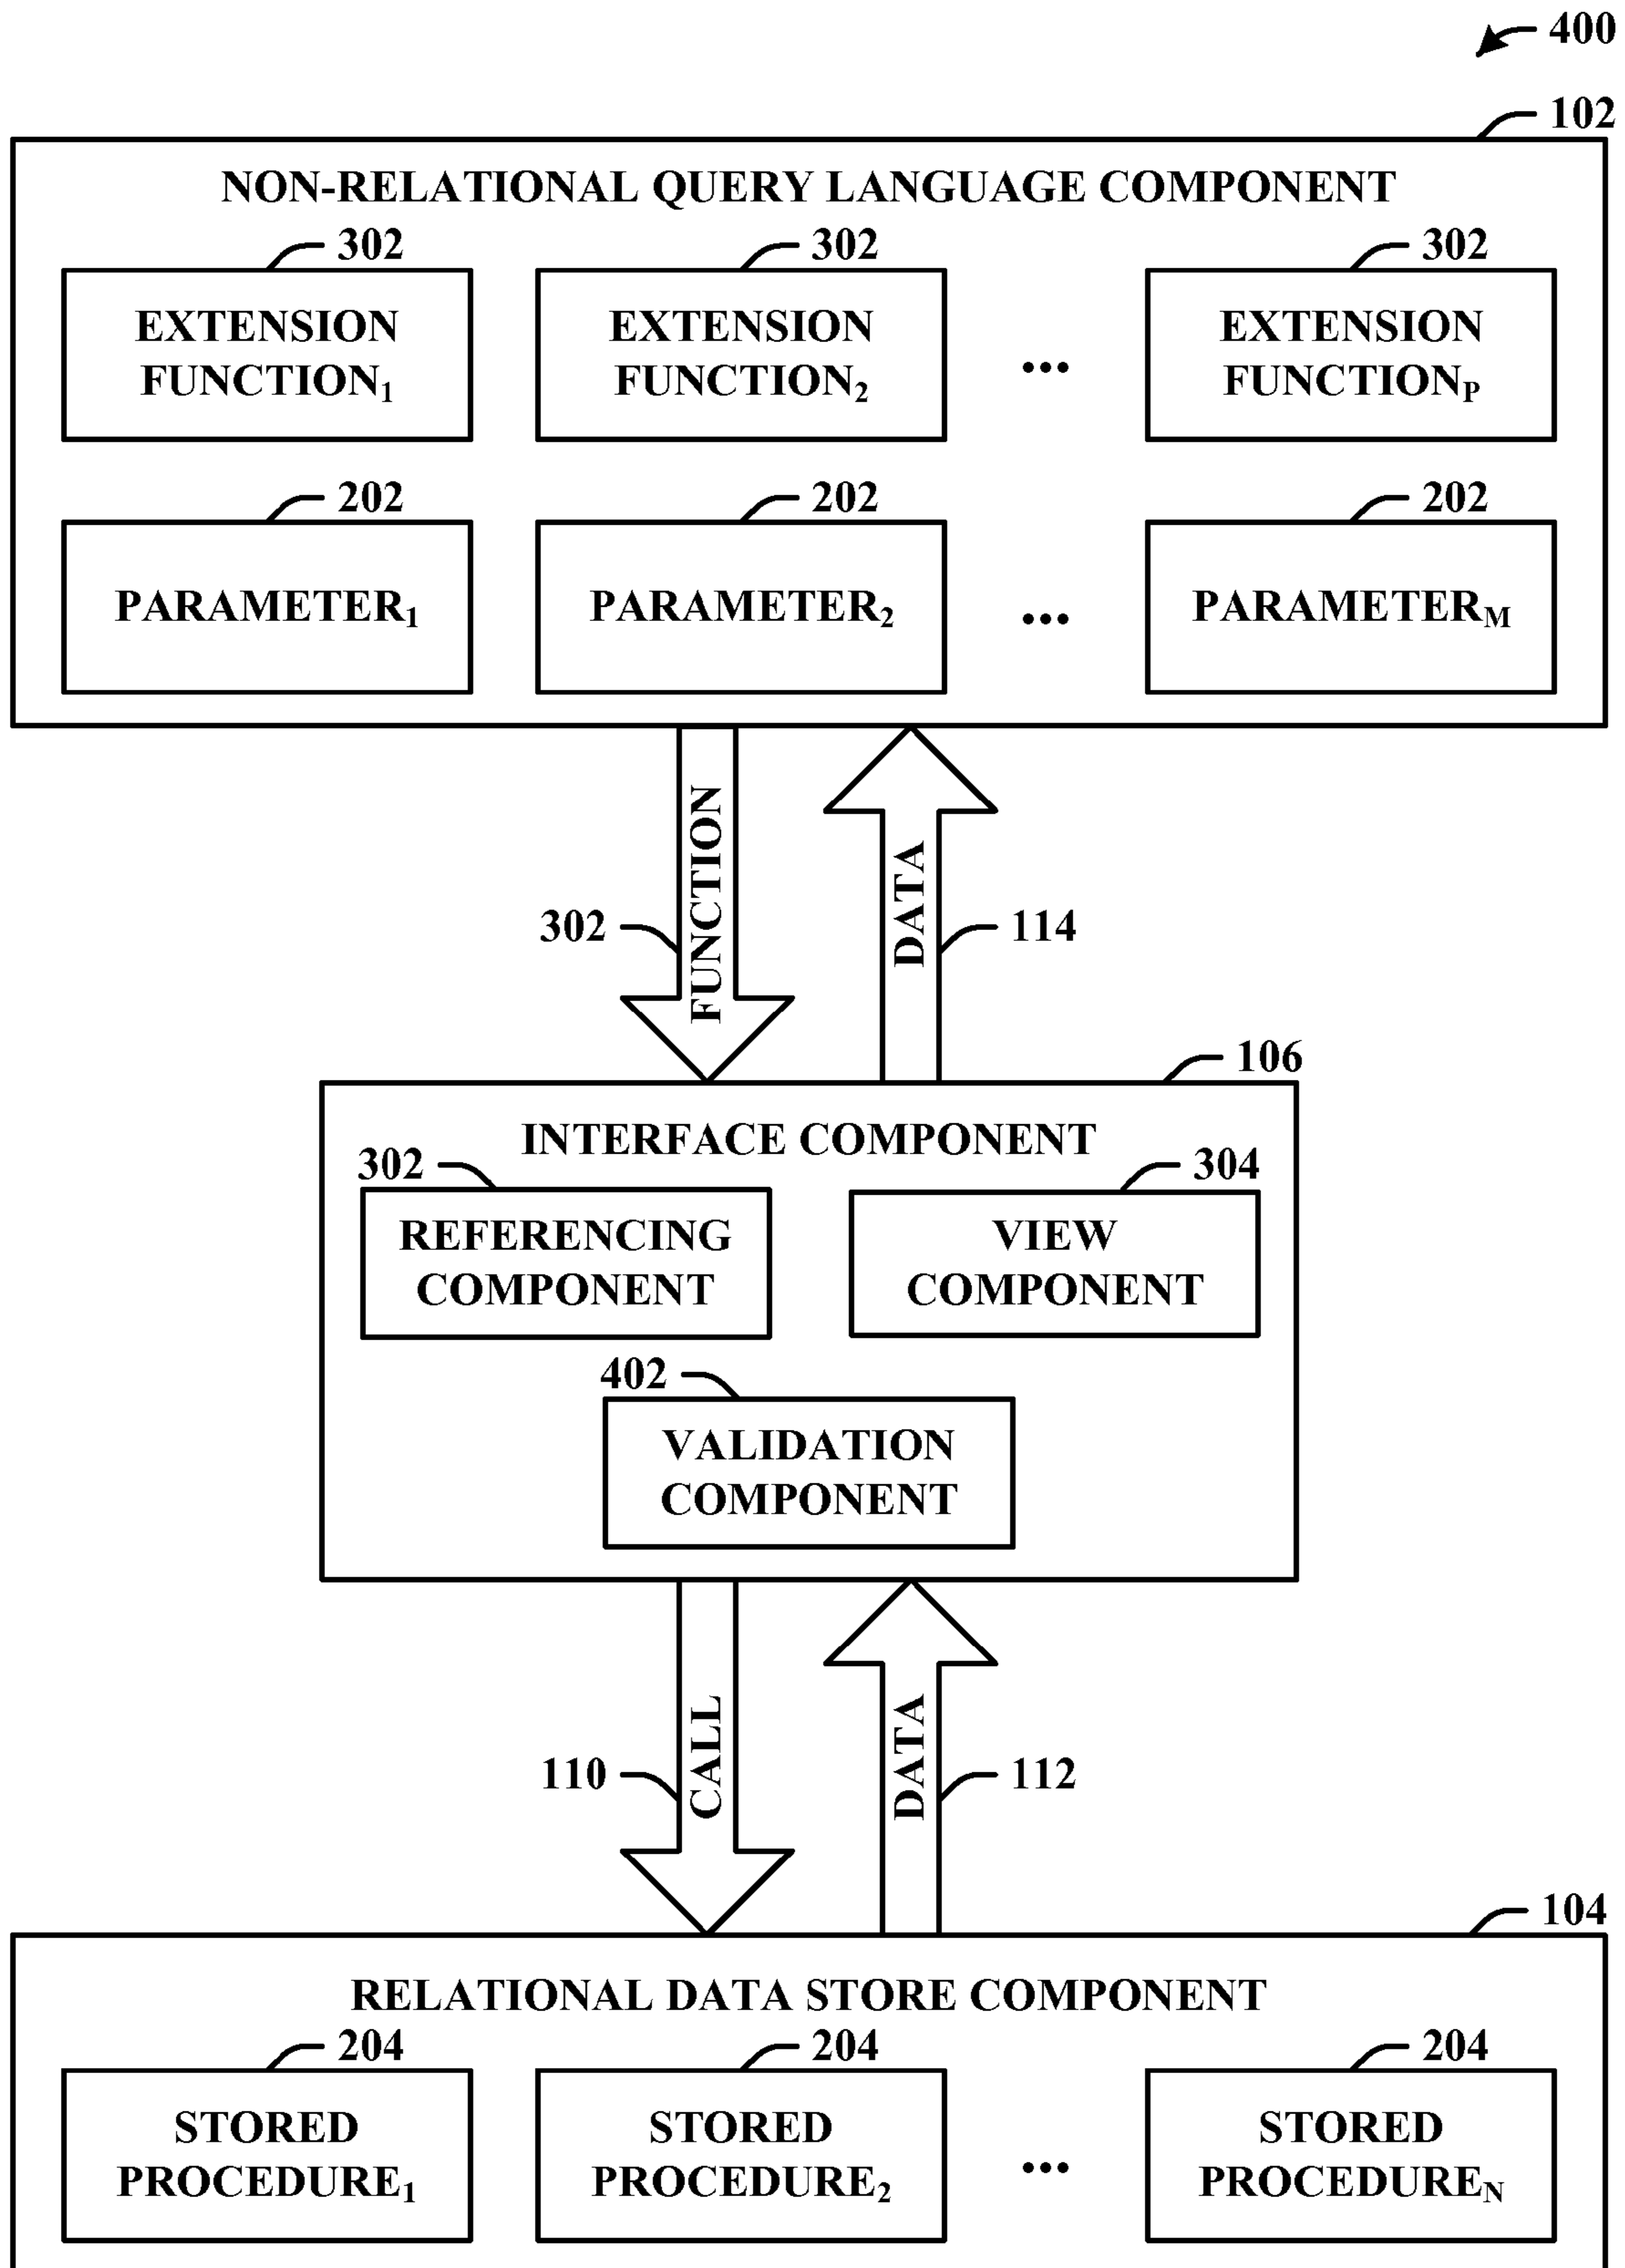 400
102
NON-RELATIONAL QUERY LANGUAGE COMPONENT
302 302 302
EXTENSION FUNCTION₁
EXTENSION FUNCTION₂
...
EXTENSION FUNCTIONP
202 202 202
PARAMETER₁
PARAMETER₂
...
PARAMETERM
302
FUNCTION
DATA
114
106
INTERFACE COMPONENT
302
REFERENCING
COMPONENT
304
VIEW
COMPONENT
402
VALIDATION
COMPONENT
110
CALL
DATA
112
104
RELATIONAL DATA STORE COMPONENT
204 204 204
STORED
PROCEDURE₁
STORED
PROCEDURE₂
...
STORED
PROCEDUREN